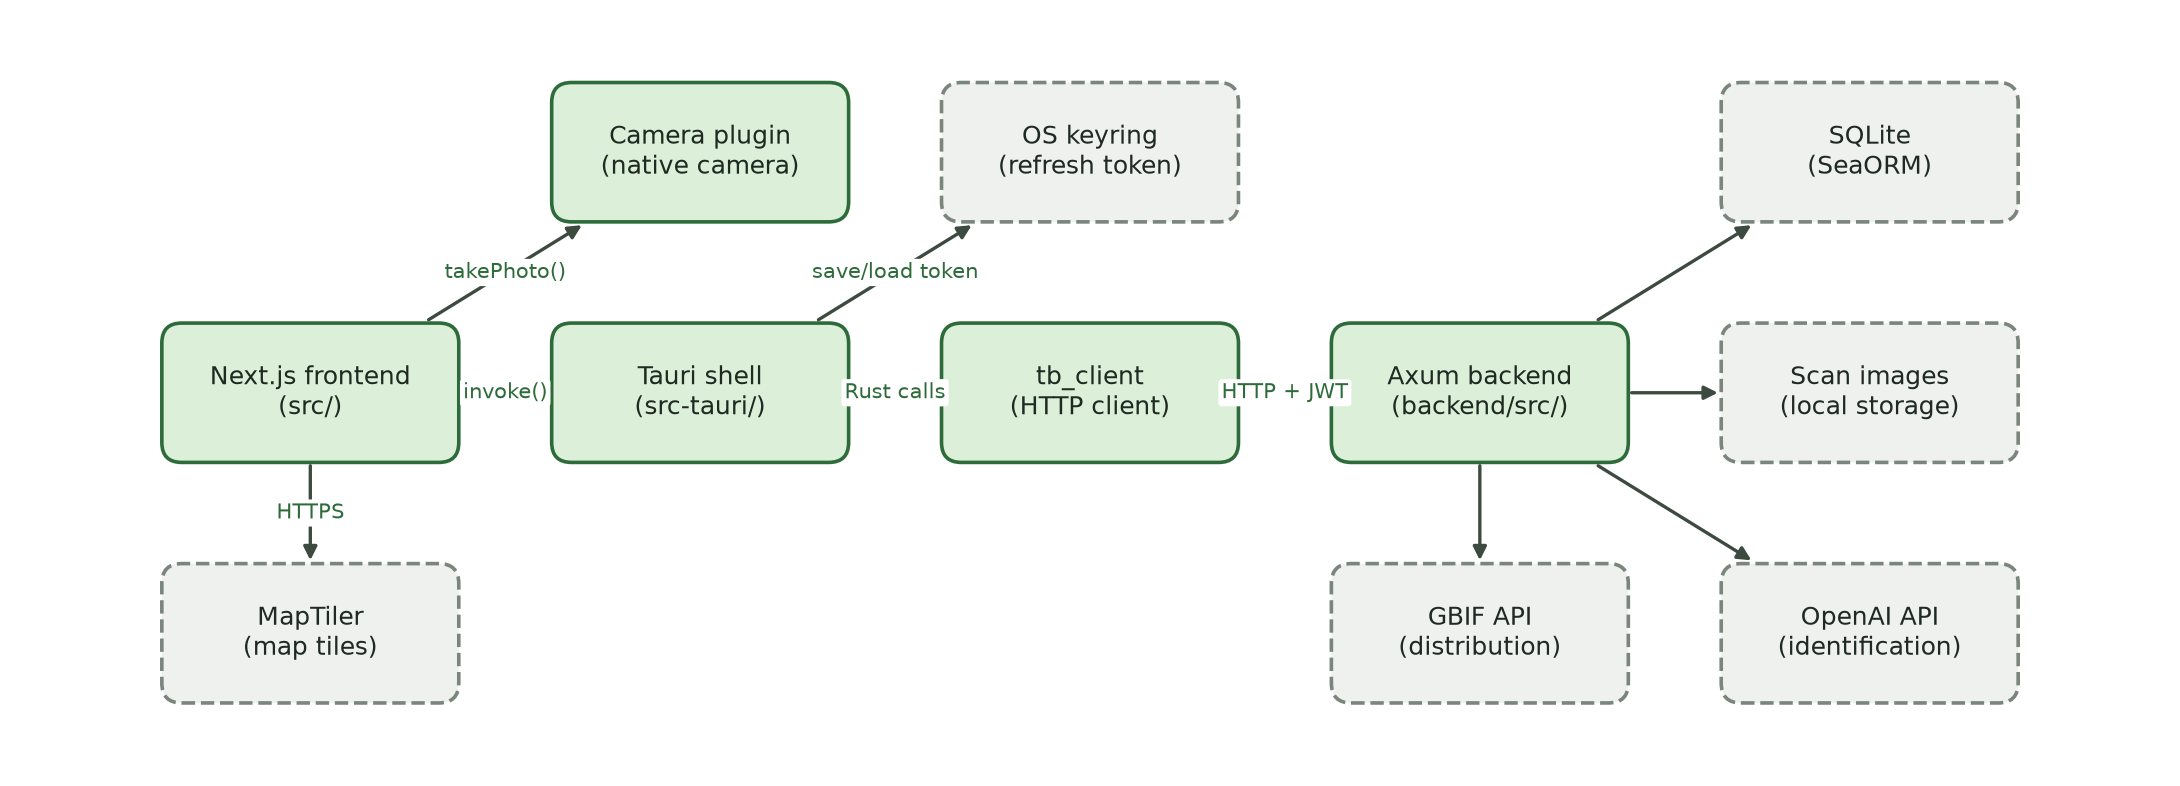 Camera plugin
(native camera)
OS keyring
(refresh token)
SQLite
(SeaORM)
takePhoto()
save/load token
Next.js frontend
(src/)
invoke()
Tauri shell
(src-tauri/)
Rust calls
tb_client
(HTTP client)
HTTP + JWT
Axum backend
(backend/src/)
Scan images
(local storage)
HTTPS
MapTiler
(map tiles)
GBIF API
(distribution)
OpenAI API
(identification)